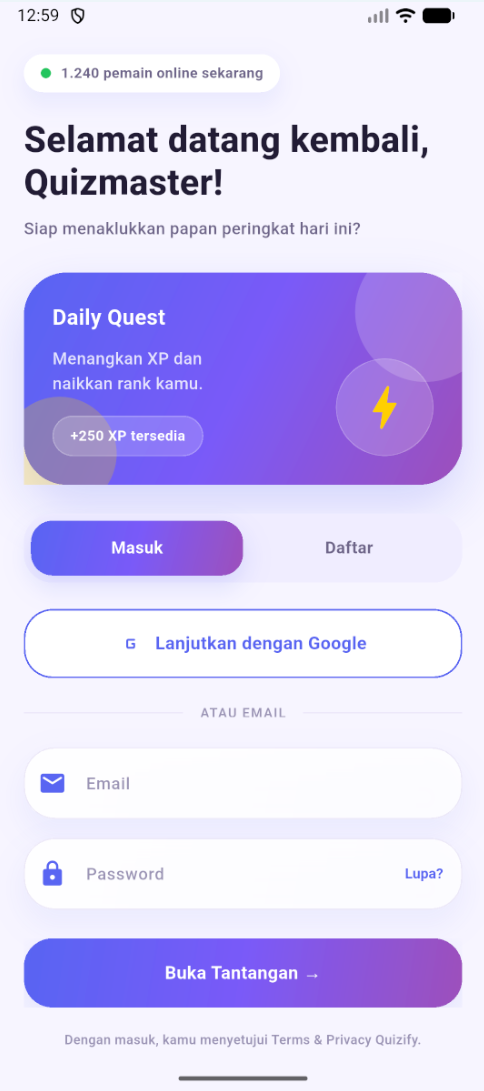 12:59
1.240 pemain online sekarang
Selamat datang kembali,
Quizmaster!
Siap menaklukkan papan peringkat hari ini?
Daily Quest
Menangkan XP dan
naikkan rank kamu.
+250 XP tersedia
Masuk
Daftar
G Lanjutkan dengan Google
ATAU EMAIL
Email
Password
Lupa?
Buka Tantangan →
Dengan masuk, kamu menyetujui Terms & Privacy Quizify.